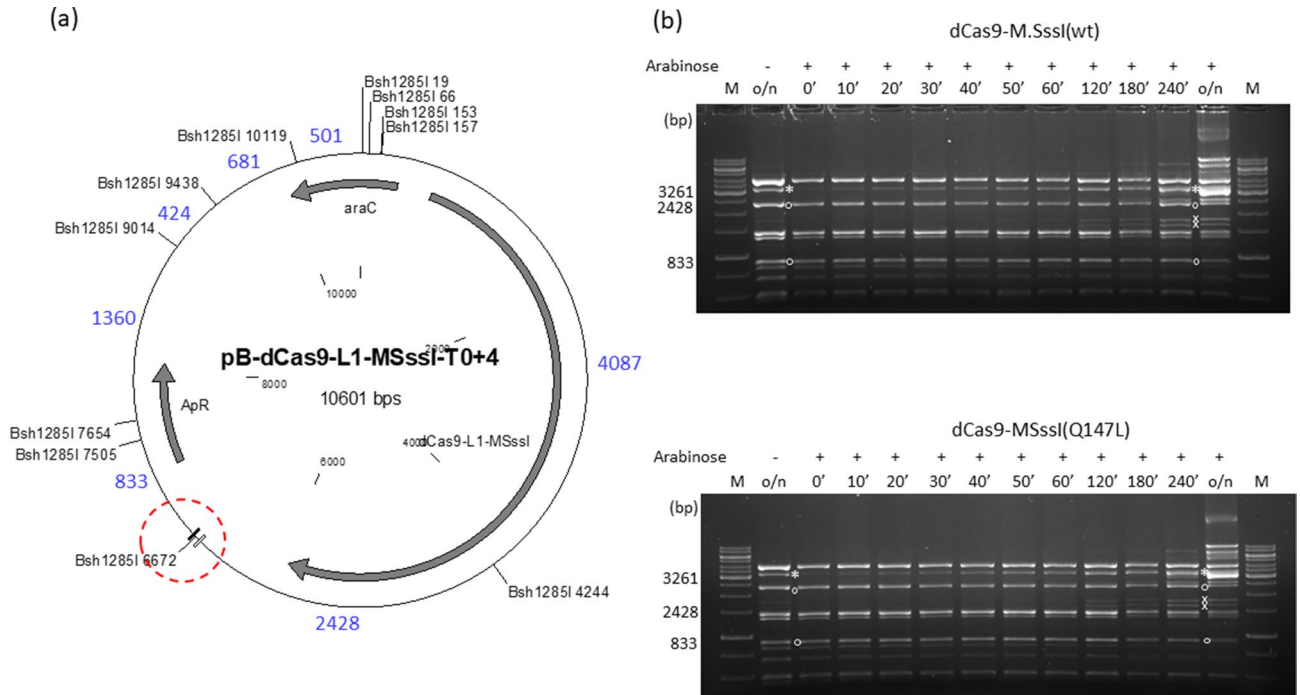 (a)
Bsh1285I 19
Bsh1285I 66
Bsh1285I 153
Bsh1285I 157
Bsh1285I 10119
501
681
Bsh1285I 9438
424
Bsh1285I 9014
araC
10000
1360
pB-dCas9-L1-MSssI-T0+4
2000
4087
8000
10601 bps
ApR
Bsh1285I 7654
Bsh1285I 7505
4000
dCas9-L1-MSssI
6000
833
Bsh1285I 6672
Bsh1285I 4244
2428
(b)
dCas9-M.SssI(wt)
Arabinose - + + + + + + + + + + +
M o/n 0’ 10’ 20’ 30’ 40’ 50’ 60’ 120’ 180’ 240’ o/n M
(bp)
3261 * *
2428 o o
x
x
833 o o
dCas9-MSssI(Q147L)
Arabinose - + + + + + + + + + + +
M o/n 0’ 10’ 20’ 30’ 40’ 50’ 60’ 120’ 180’ 240’ o/n M
(bp)
3261 * *
o o
x
2428 x
833 o o